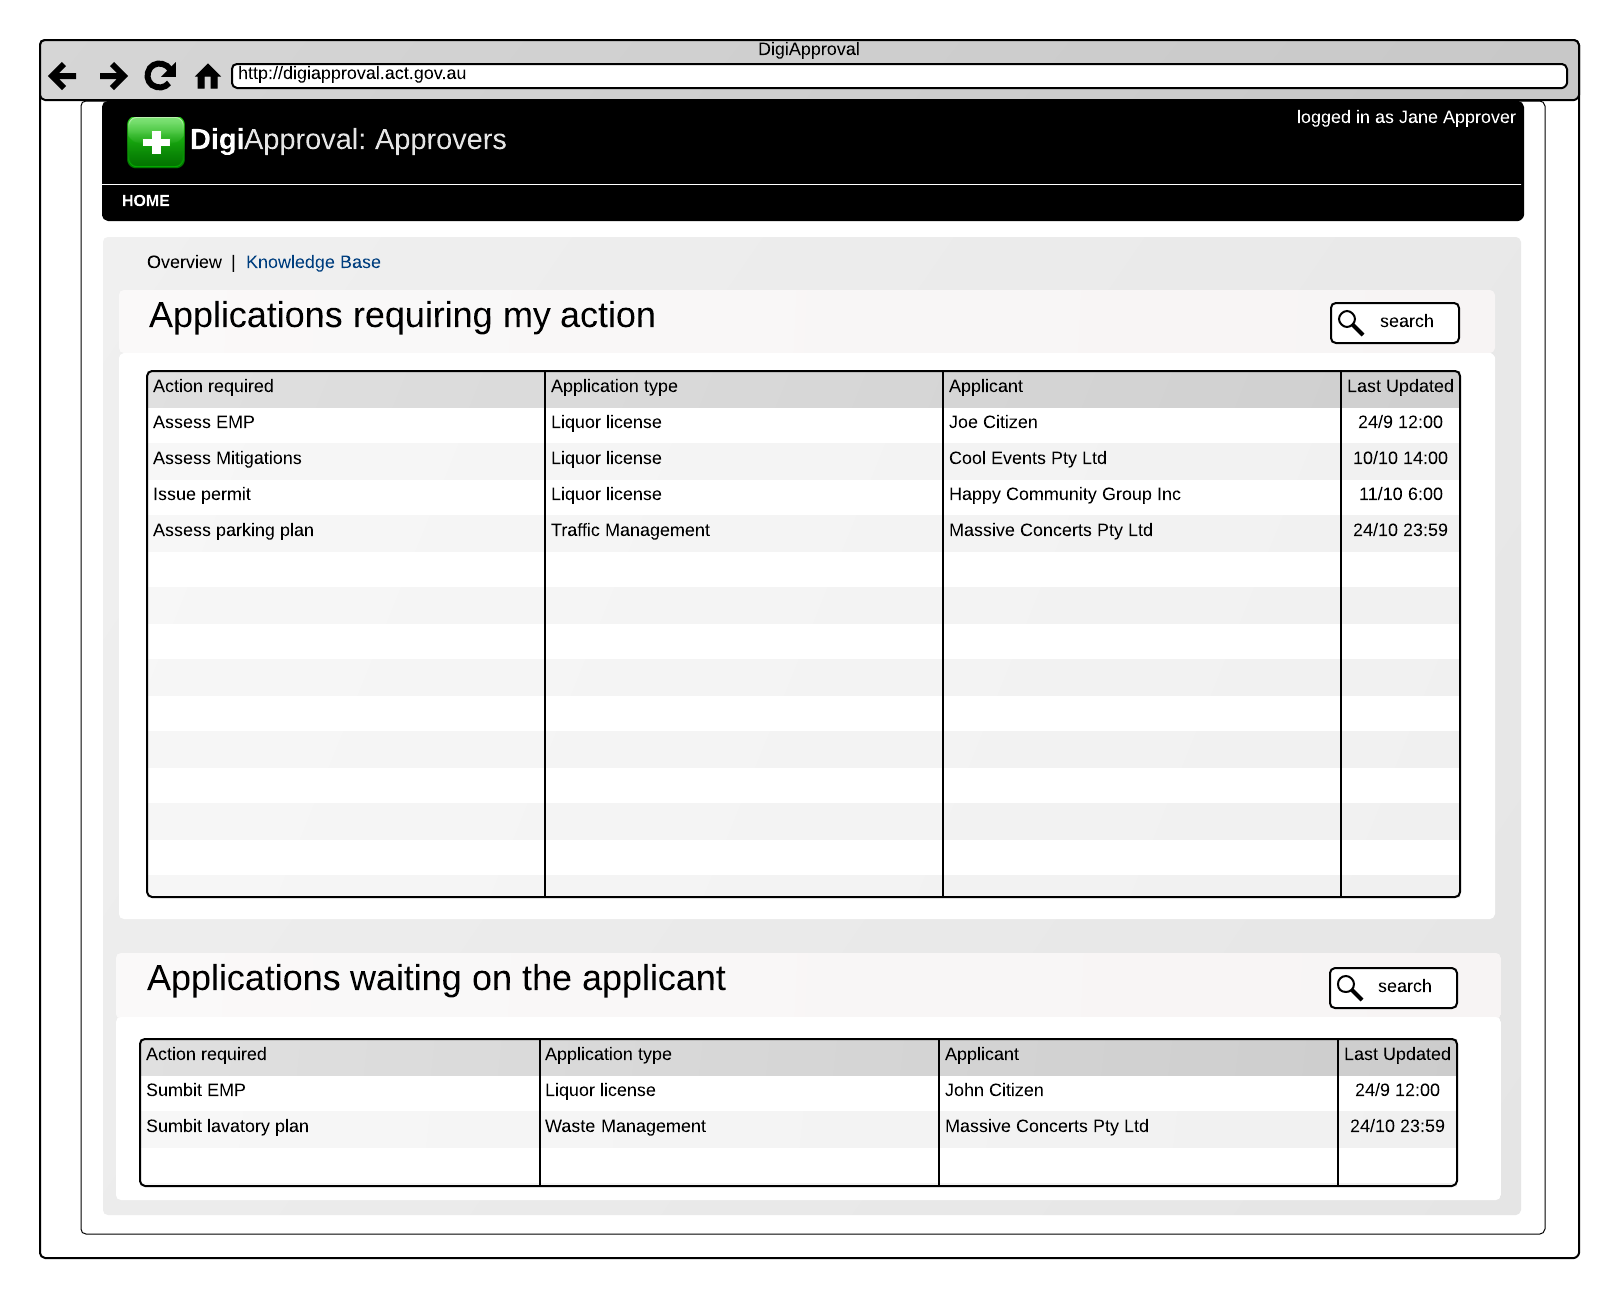 DigiApproval
http://digiapproval.act.gov.au
logged in as Jane Approver
DigiApproval: Approvers
HOME
Overview | Knowledge Base
Applications requiring my action
search
Action required Application type Applicant Last Updated
Assess EMP Liquor license Joe Citizen 24/9 12:00
Assess Mitigations Liquor license Cool Events Pty Ltd 10/10 14:00
Issue permit Liquor license Happy Community Group Inc 11/10 6:00
Assess parking plan Traffic Management Massive Concerts Pty Ltd 24/10 23:59
Applications waiting on the applicant
search
Action required Application type Applicant Last Updated
Sumbit EMP Liquor license John Citizen 24/9 12:00
Sumbit lavatory plan Waste Management Massive Concerts Pty Ltd 24/10 23:59